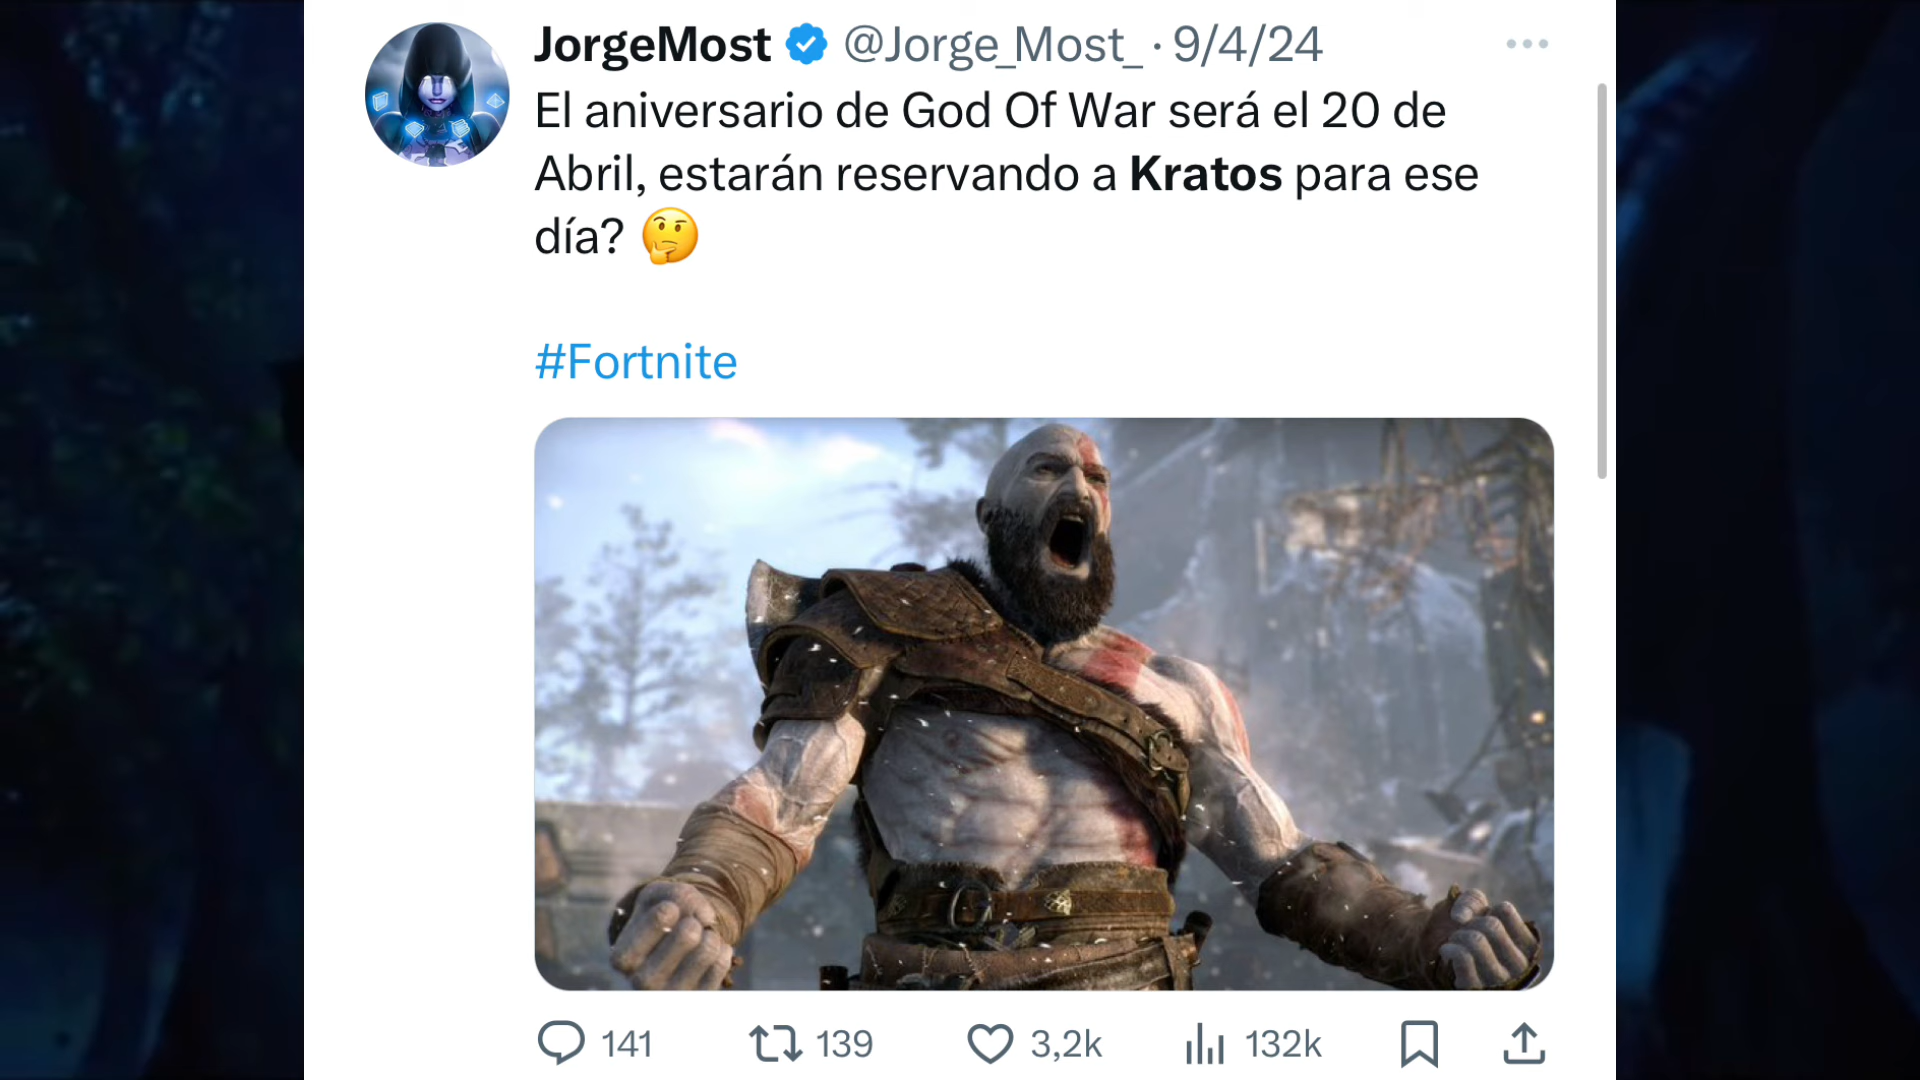 JorgeMost @Jorge_Most_ · 9/4/24
El aniversario de God Of War será el 20 de
Abril, estarán reservando a Kratos para ese
día? 🤔
#Fortnite
141 139 3,2k 132k